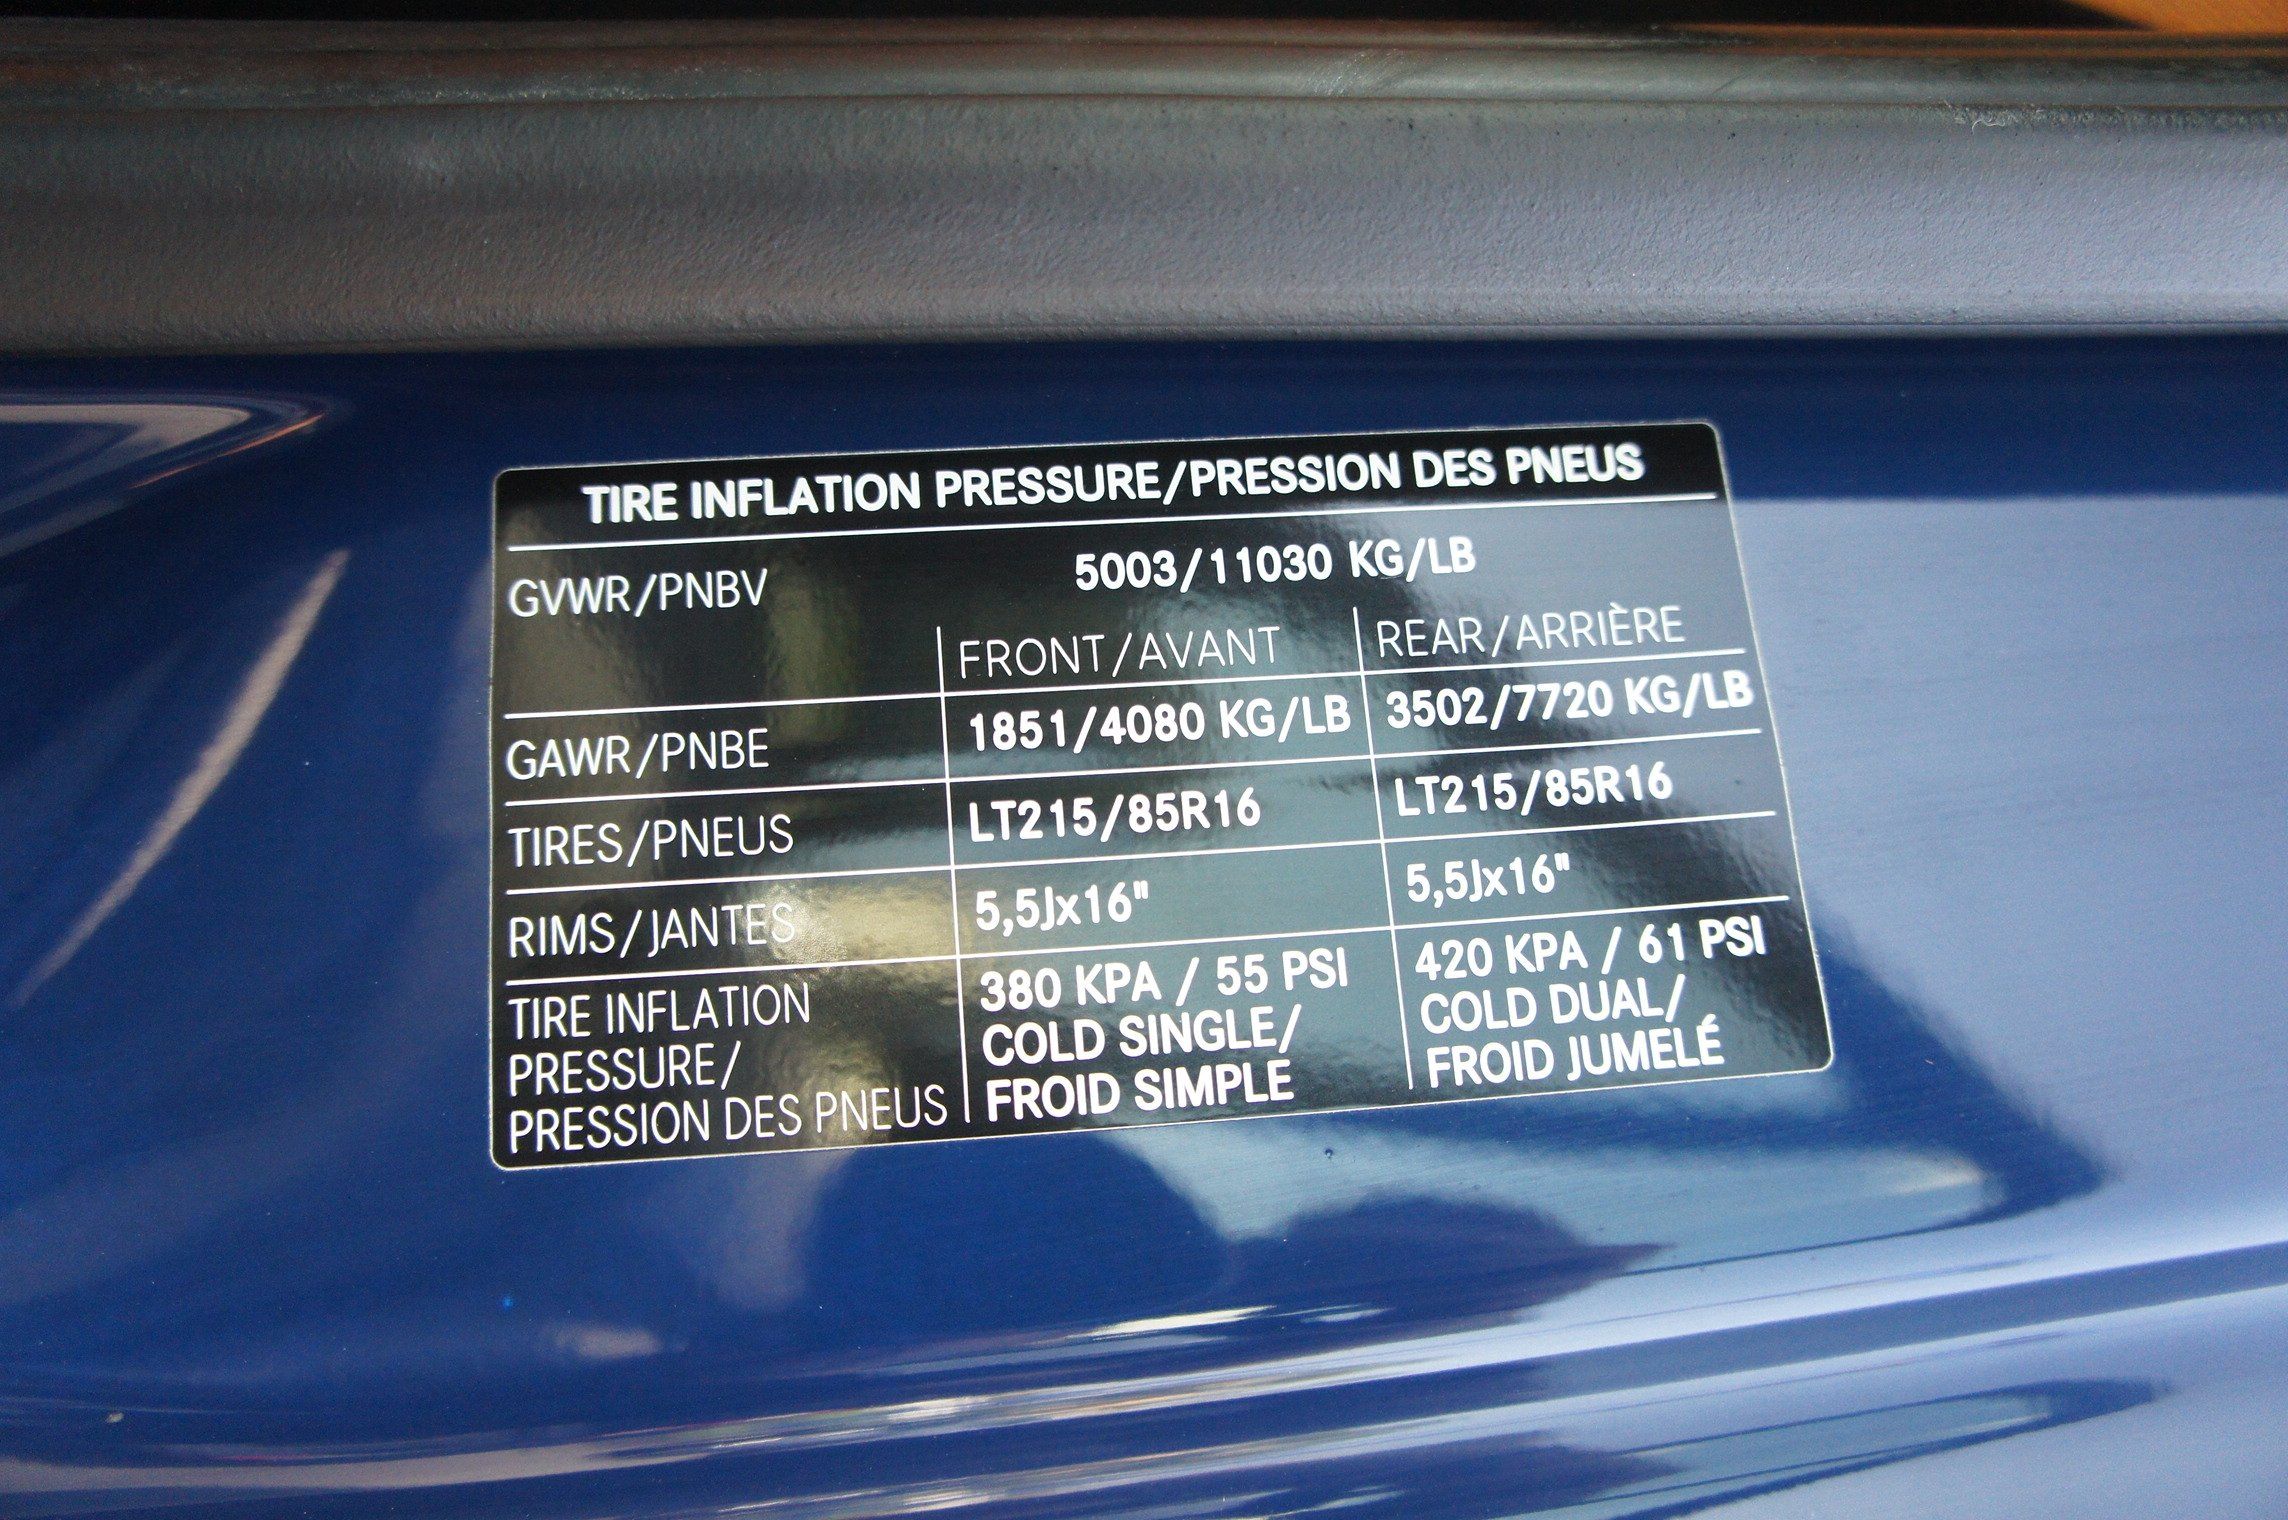 TIRE INFLATION PRESSURE/PRESSION DES PNEUS
GVWR/PNBV 5003/11030 KG/LB
FRONT/AVANT REAR/ARRIÈRE
GAWR/PNBE 1851/4080 KG/LB 3502/7720 KG/LB
TIRES/PNEUS LT215/85R16 LT215/85R16
RIMS/JANTES 5,5Jx16" 5,5Jx16"
TIRE INFLATION 380 KPA / 55 PSI 420 KPA / 61 PSI
PRESSURE/ COLD SINGLE/ COLD DUAL/
PRESSION DES PNEUS FROID SIMPLE FROID JUMELÉ